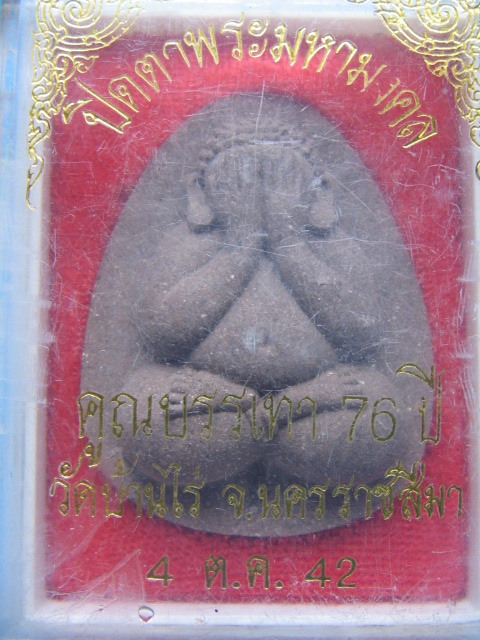 ปิดตาพระมหามงคล
คูณบรรเทา 76 ปี
วัดบ้านไร่ จ.นครราชสีมา
4 ต.ค. 42